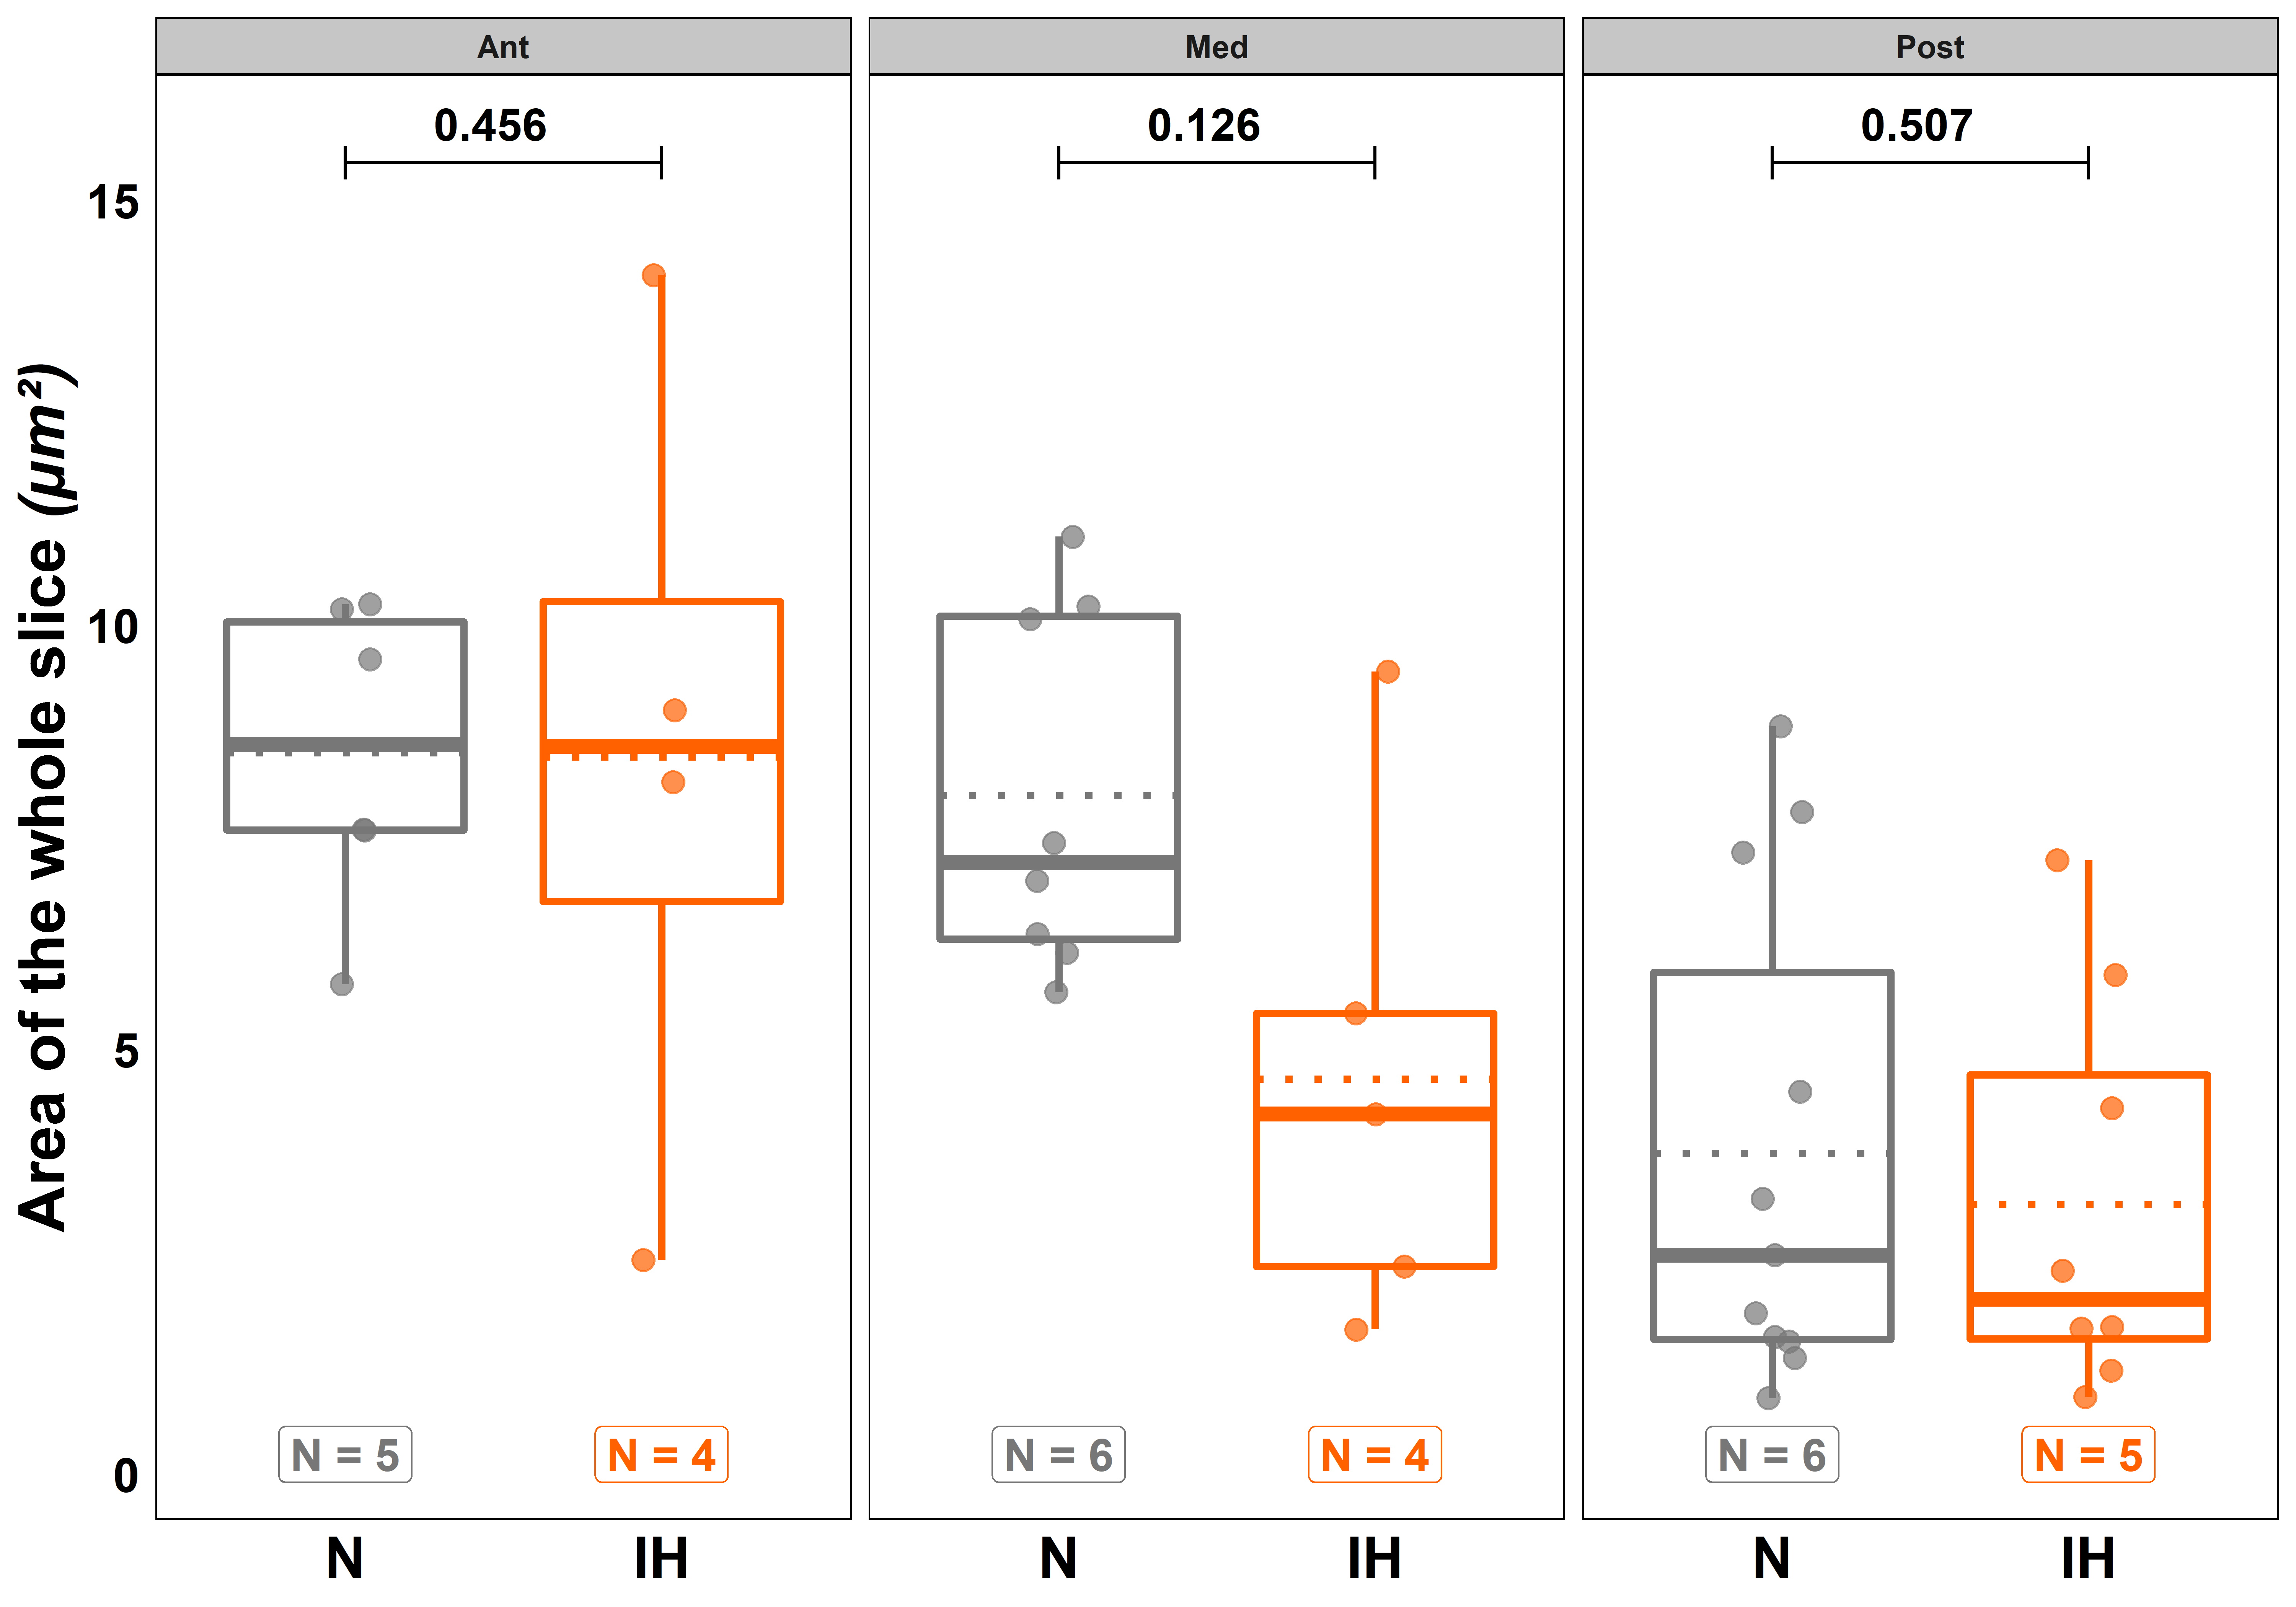 Ant
Med
Post
0.456
0.126
0.507
15
10
5
0
Area of the whole slice (µm²)
N = 5
N = 4
N = 6
N = 4
N = 6
N = 5
N
IH
N
IH
N
IH